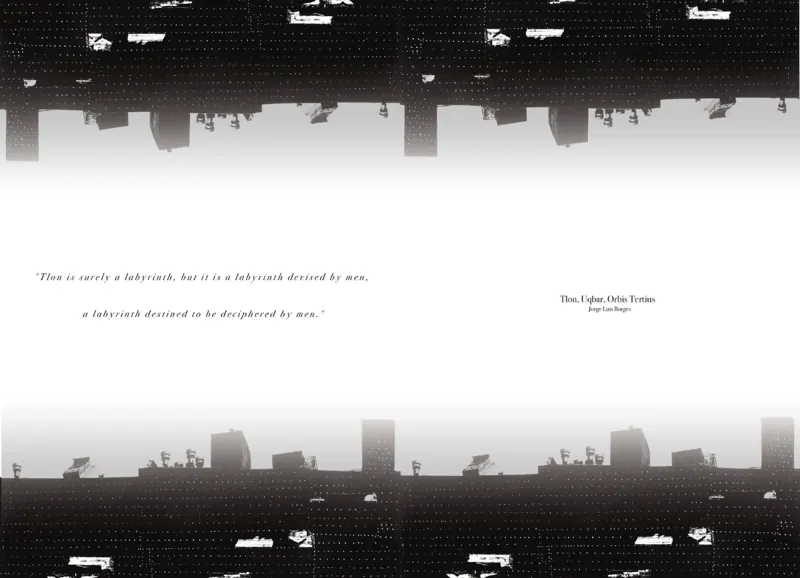 "Tlon is surely a labyrinth, but it is a labyrinth devised by men,
a labyrinth destined to be deciphered by men."
Tlon, Uqbar, Orbis Tertius
Jorge Luis Borges